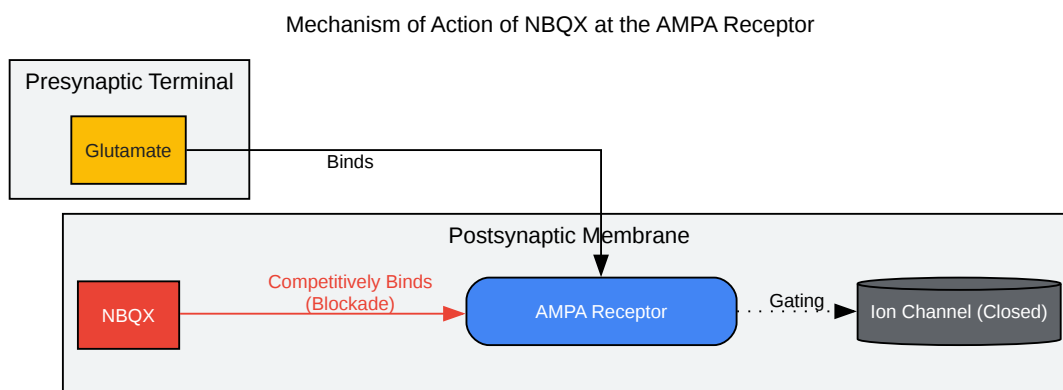 Mechanism of Action of NBQX at the AMPA Receptor
Presynaptic Terminal
Glutamate
Binds
Postsynaptic Membrane
NBQX
Competitively Binds
(Blockade)
AMPA Receptor
Gating
Ion Channel (Closed)